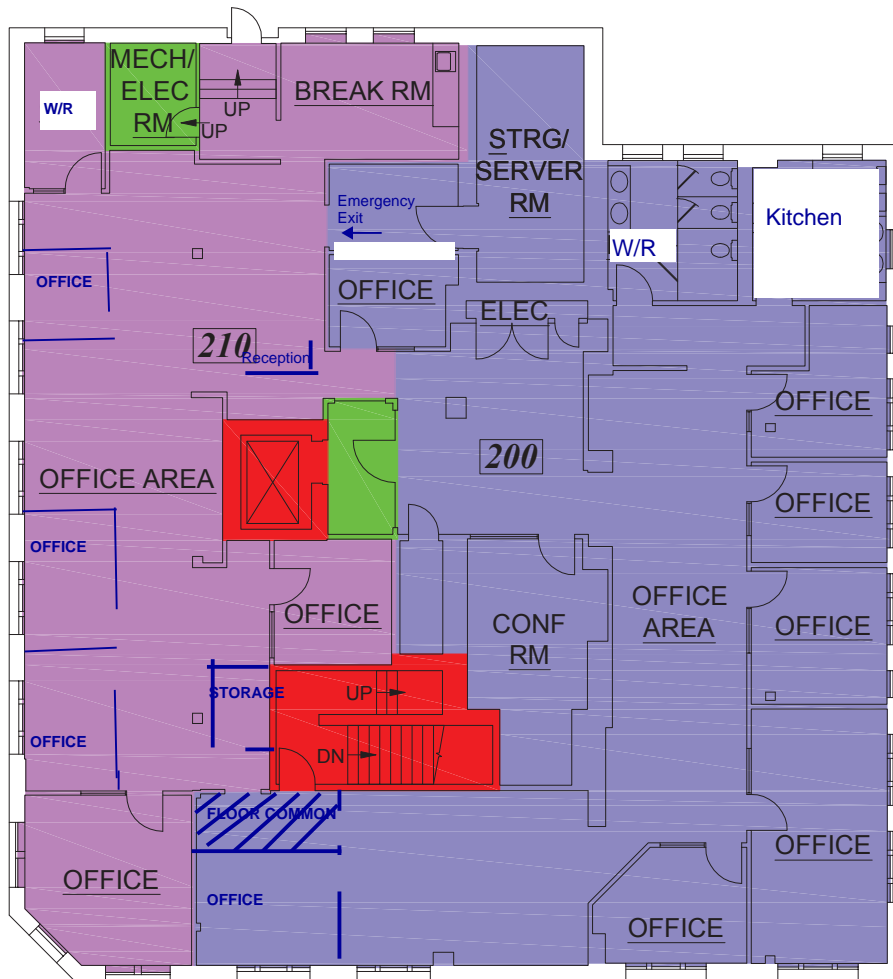 MECH/
ELEC
RM
W/R
UP
UP
BREAK RM
STRG/
SERVER
RM
Emergency
Exit
W/R
Kitchen
OFFICE
OFFICE
ELEC
210
Reception
OFFICE
200
OFFICE AREA
OFFICE
OFFICE
OFFICE
OFFICE
AREA
CONF
RM
OFFICE
UP
STORAGE
OFFICE
DN
FLOOR COMMON
OFFICE
OFFICE
OFFICE
OFFICE